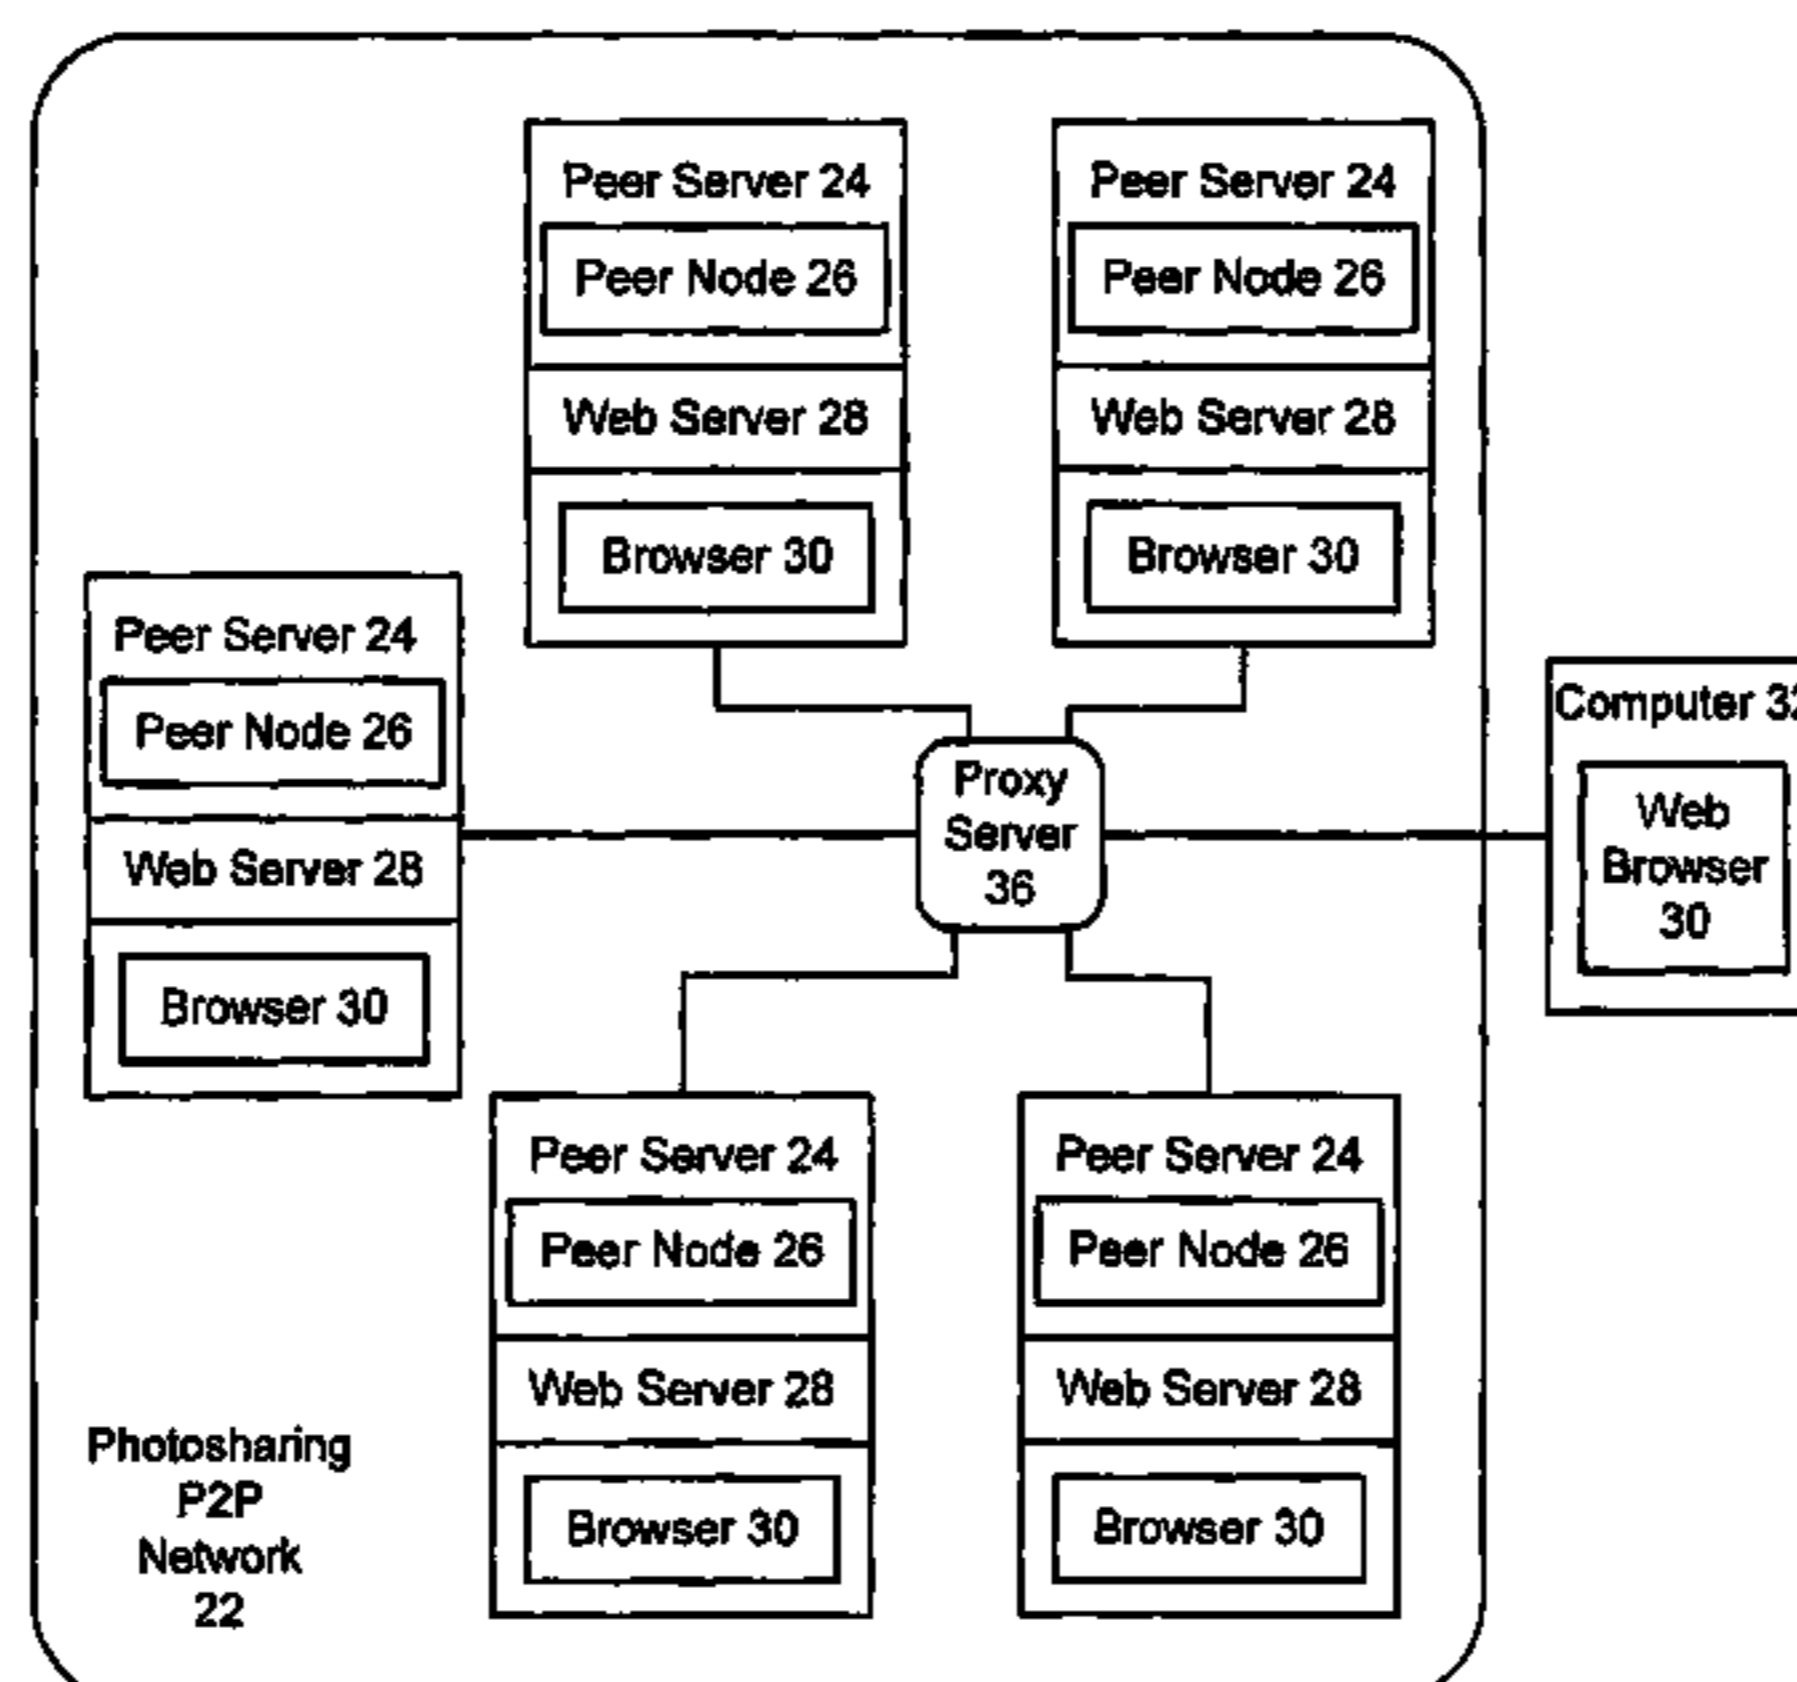 Peer Server 24
Peer Node 26
Web Server 28
Browser 30
Peer Server 24
Peer Node 26
Web Server 28
Browser 30
Peer Server 24
Peer Node 26
Web Server 28
Browser 30
Proxy
Server
36
Computer 32
Web
Browser
30
Peer Server 24
Peer Node 26
Web Server 28
Browser 30
Peer Server 24
Peer Node 26
Web Server 28
Browser 30
Photosharing
P2P
Network
22